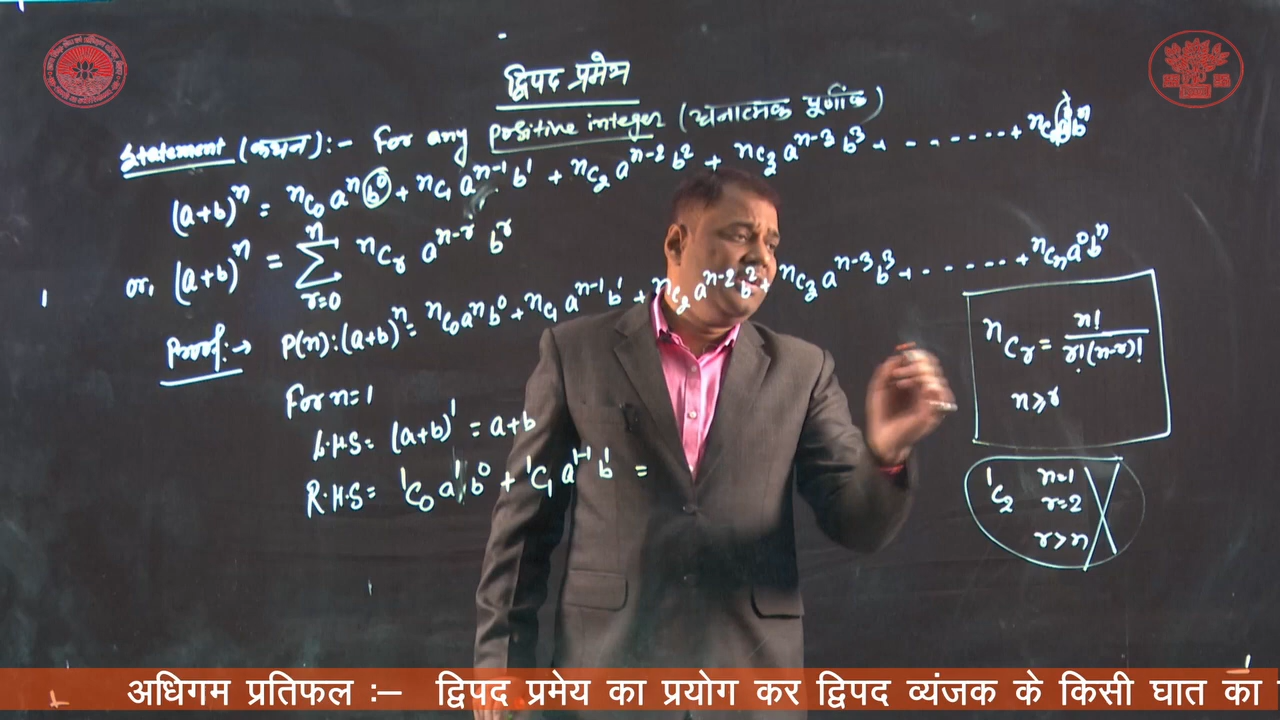 द्विपद प्रमेय
Statement (कथन):- For any positive integer (धनात्मक पूर्णांक)
(a+b)ⁿ = ⁿC₀ aⁿ b⁰ + ⁿC₁ aⁿ⁻¹ b¹ + ⁿC₂ aⁿ⁻² b² + ⁿC₃ aⁿ⁻³ b³ + - - - - - - - + ⁿCₙ a⁰ bⁿ
or, (a+b)ⁿ = ∑ⁿᵣ₌₀ ⁿCᵣ aⁿ⁻ʳ bʳ
Proof:→ P(n): (a+b)ⁿ = ⁿC₀ aⁿ b⁰ + ⁿC₁ aⁿ⁻¹ b¹ + ⁿC₂ aⁿ⁻² b² + ⁿC₃ aⁿ⁻³ b³ + - - - - - - + ⁿCₙ a⁰ bⁿ
For n=1
L.H.S = (a+b)¹ = a+b
R.H.S = ¹C₀ a¹ b⁰ + ¹C₁ a¹⁻¹ b¹ =
ⁿCᵣ = n! / r!(n-r)!
n≥r
¹C₂ n=1
r=2
r>n
अधिगम प्रतिफल :– द्विपद प्रमेय का प्रयोग कर द्विपद व्यंजक के किसी घात का